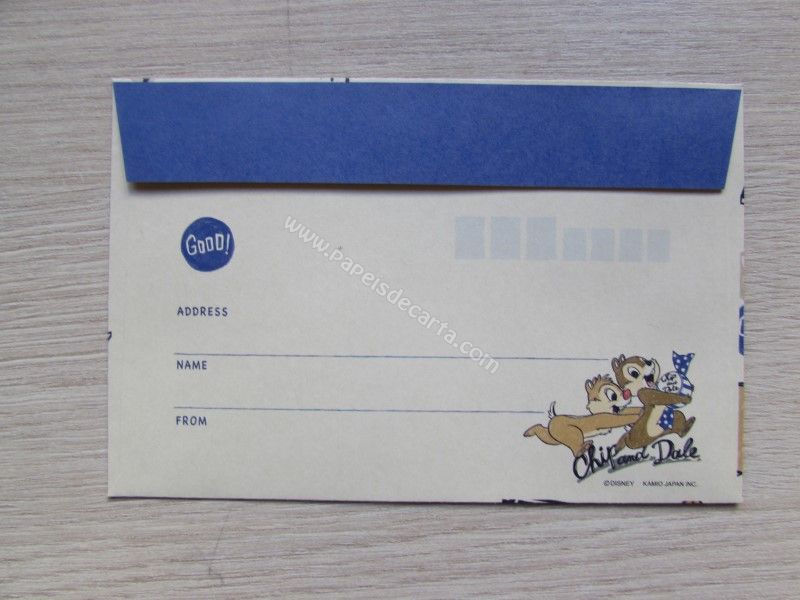 GOOD!
www.papeisdecarta.com
ADDRESS
NAME
FROM
Chip and Dale
©DISNEY KAMIO JAPAN INC.